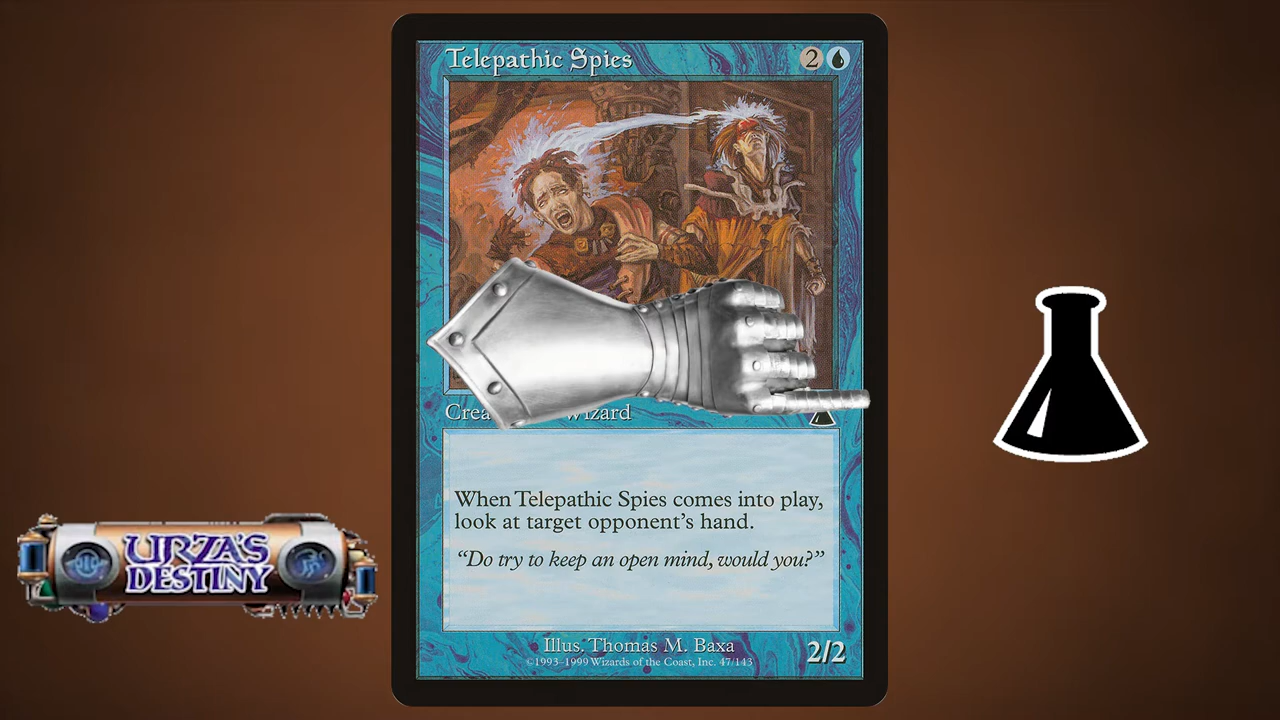 Telepathic Spies 2
Crea Wizard
When Telepathic Spies comes into play,
look at target opponent's hand.
“Do try to keep an open mind, would you?”
Illus. Thomas M. Baxa
©1993-1999 Wizards of the Coast, Inc. 47/143
2/2
URZA'S
DESTINY